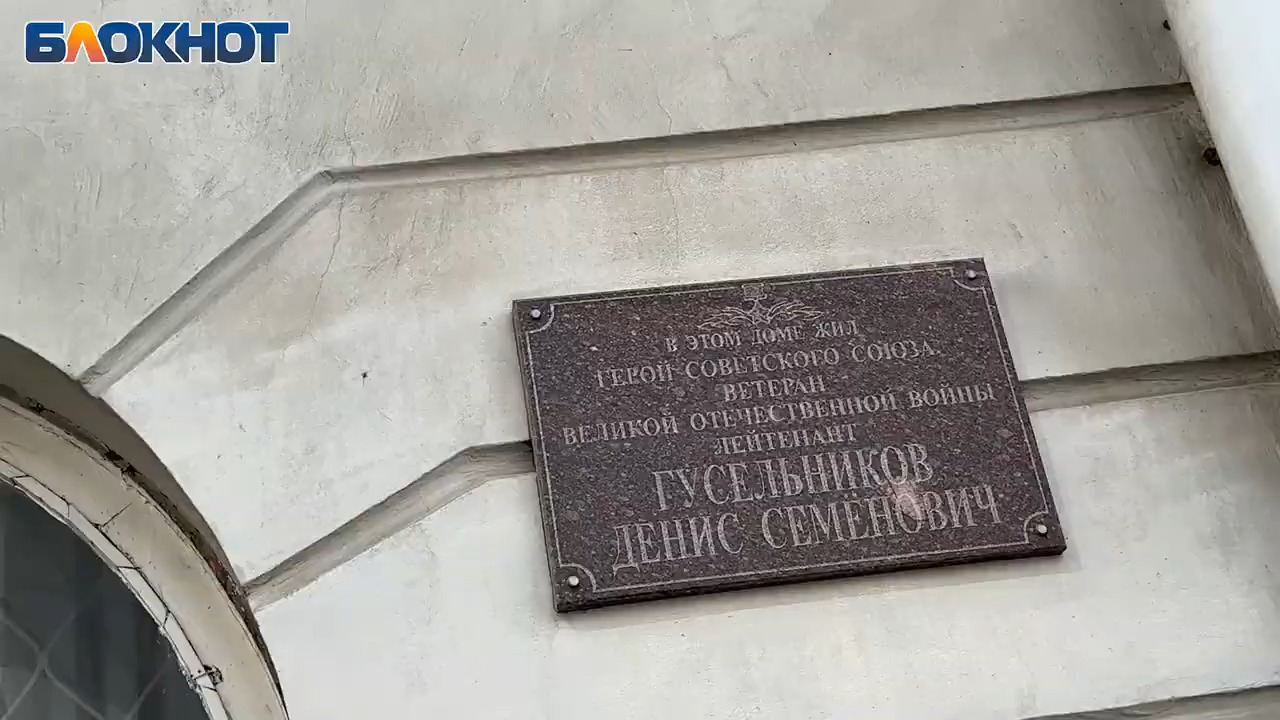 БЛОКНОТ
В ЭТОМ ДОМЕ ЖИЛ
ГЕРОЙ СОВЕТСКОГО СОЮЗА.
ВЕТЕРАН
ВЕЛИКОЙ ОТЕЧЕСТВЕННОЙ ВОЙНЫ
ЛЕЙТЕНАНТ
ГУСЕЛЬНИКОВ
ДЕНИС СЕМЁНОВИЧ